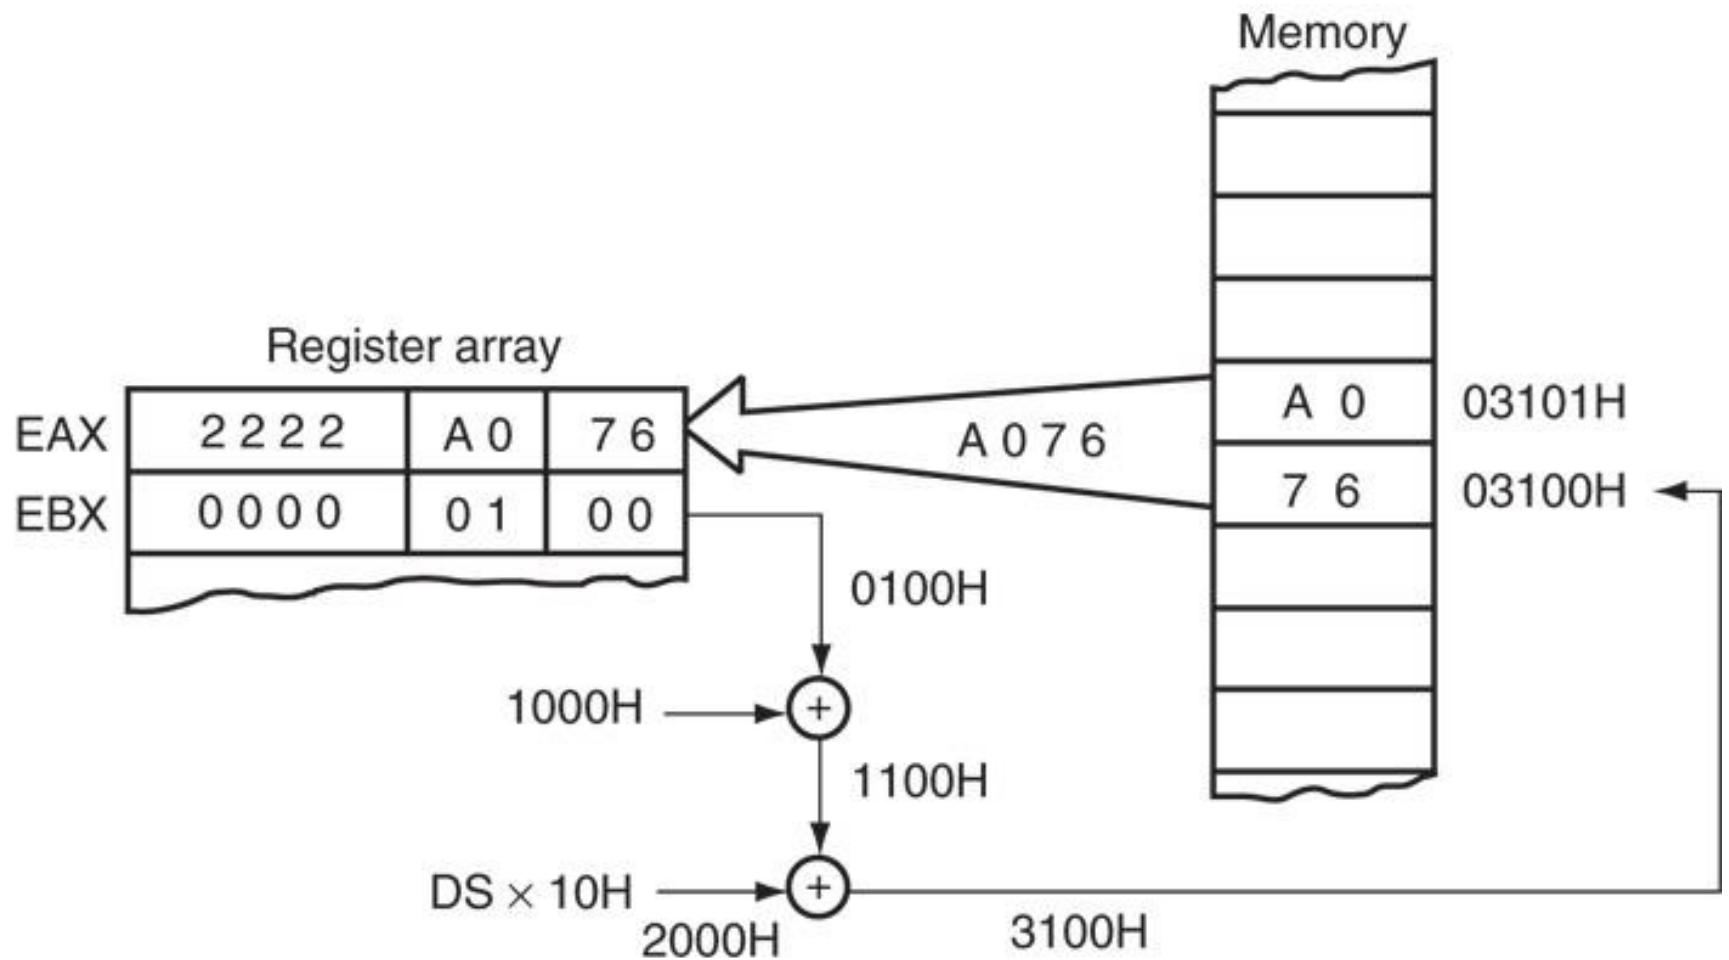 Memory
Register array
EAX 2 2 2 2 A 0 7 6
EBX 0 0 0 0 0 1 0 0
A 0 7 6
A 0 03101H
7 6 03100H
0100H
1000H +
1100H
DS × 10H +
2000H
3100H